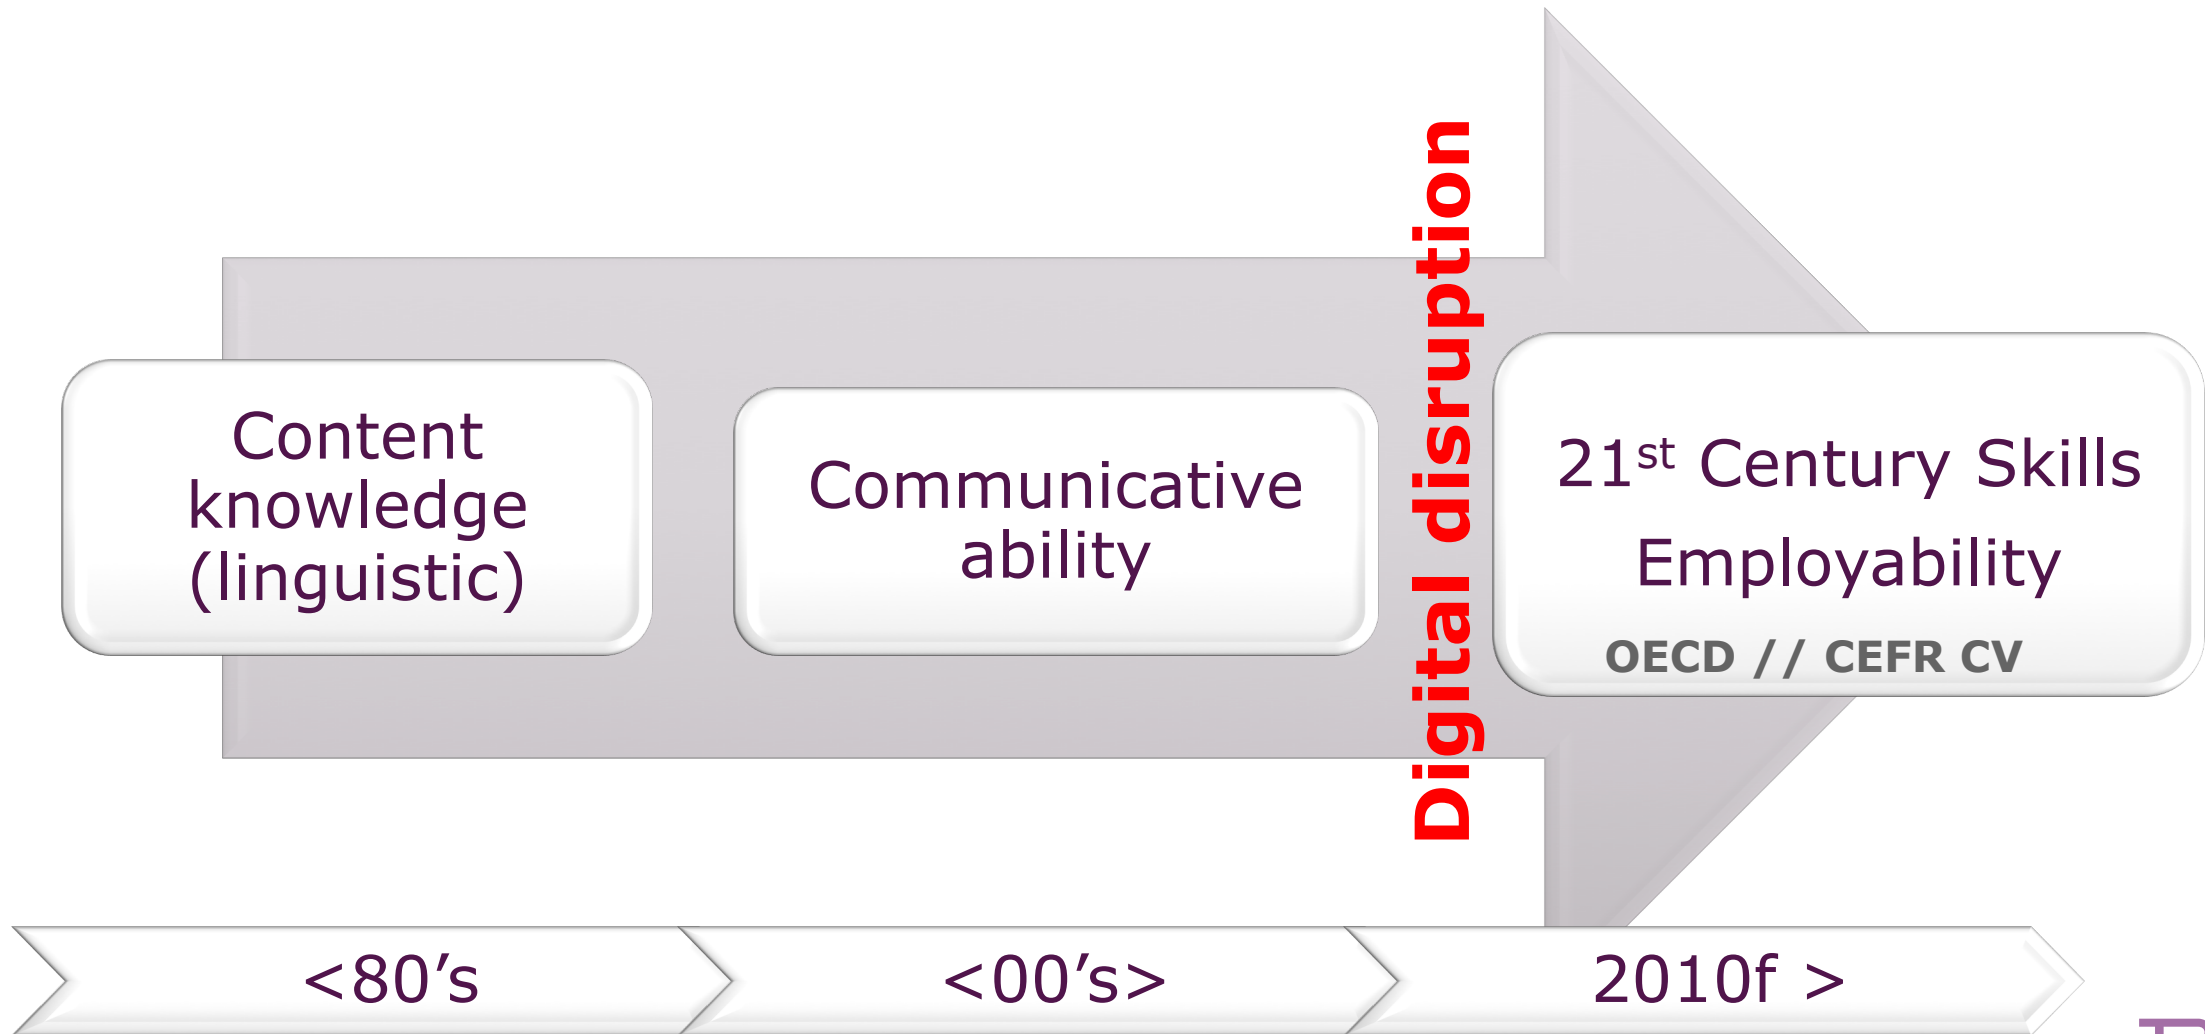 Content
knowledge
(linguistic)
Communicative
ability
Digital disruption
21st Century Skills
Employability
OECD // CEFR CV
<80’s
<00’s>
2010f >